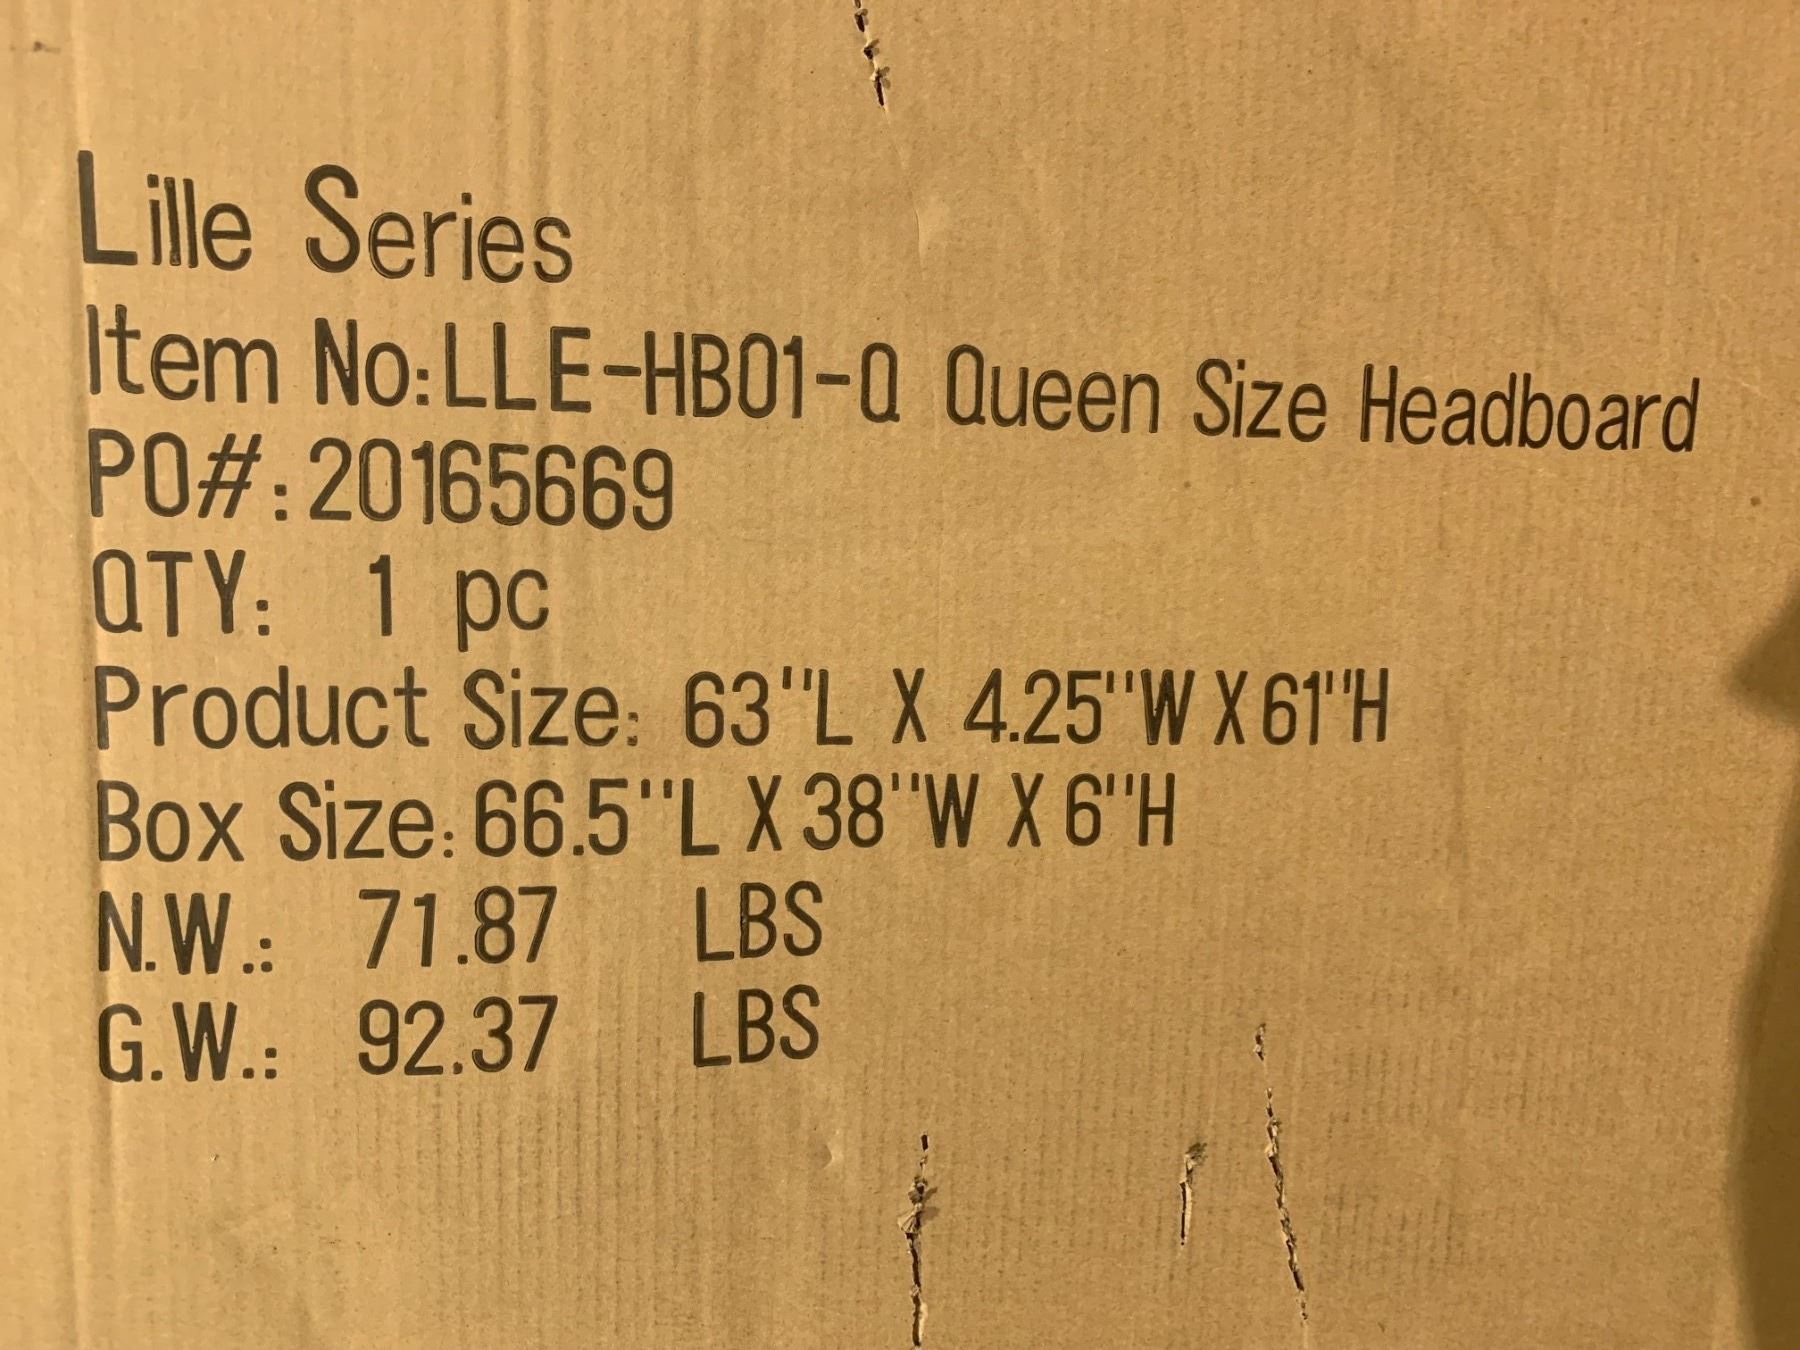 Lille Series
Item No:LLE-HB01-Q Queen Size Headboard
PO#:20165669
QTY: 1 pc
Product Size: 63"L X 4.25"W X 61"H
Box Size: 66.5"L X 38"W X 6"H
N.W.: 71.87 LBS
G.W.: 92.37 LBS